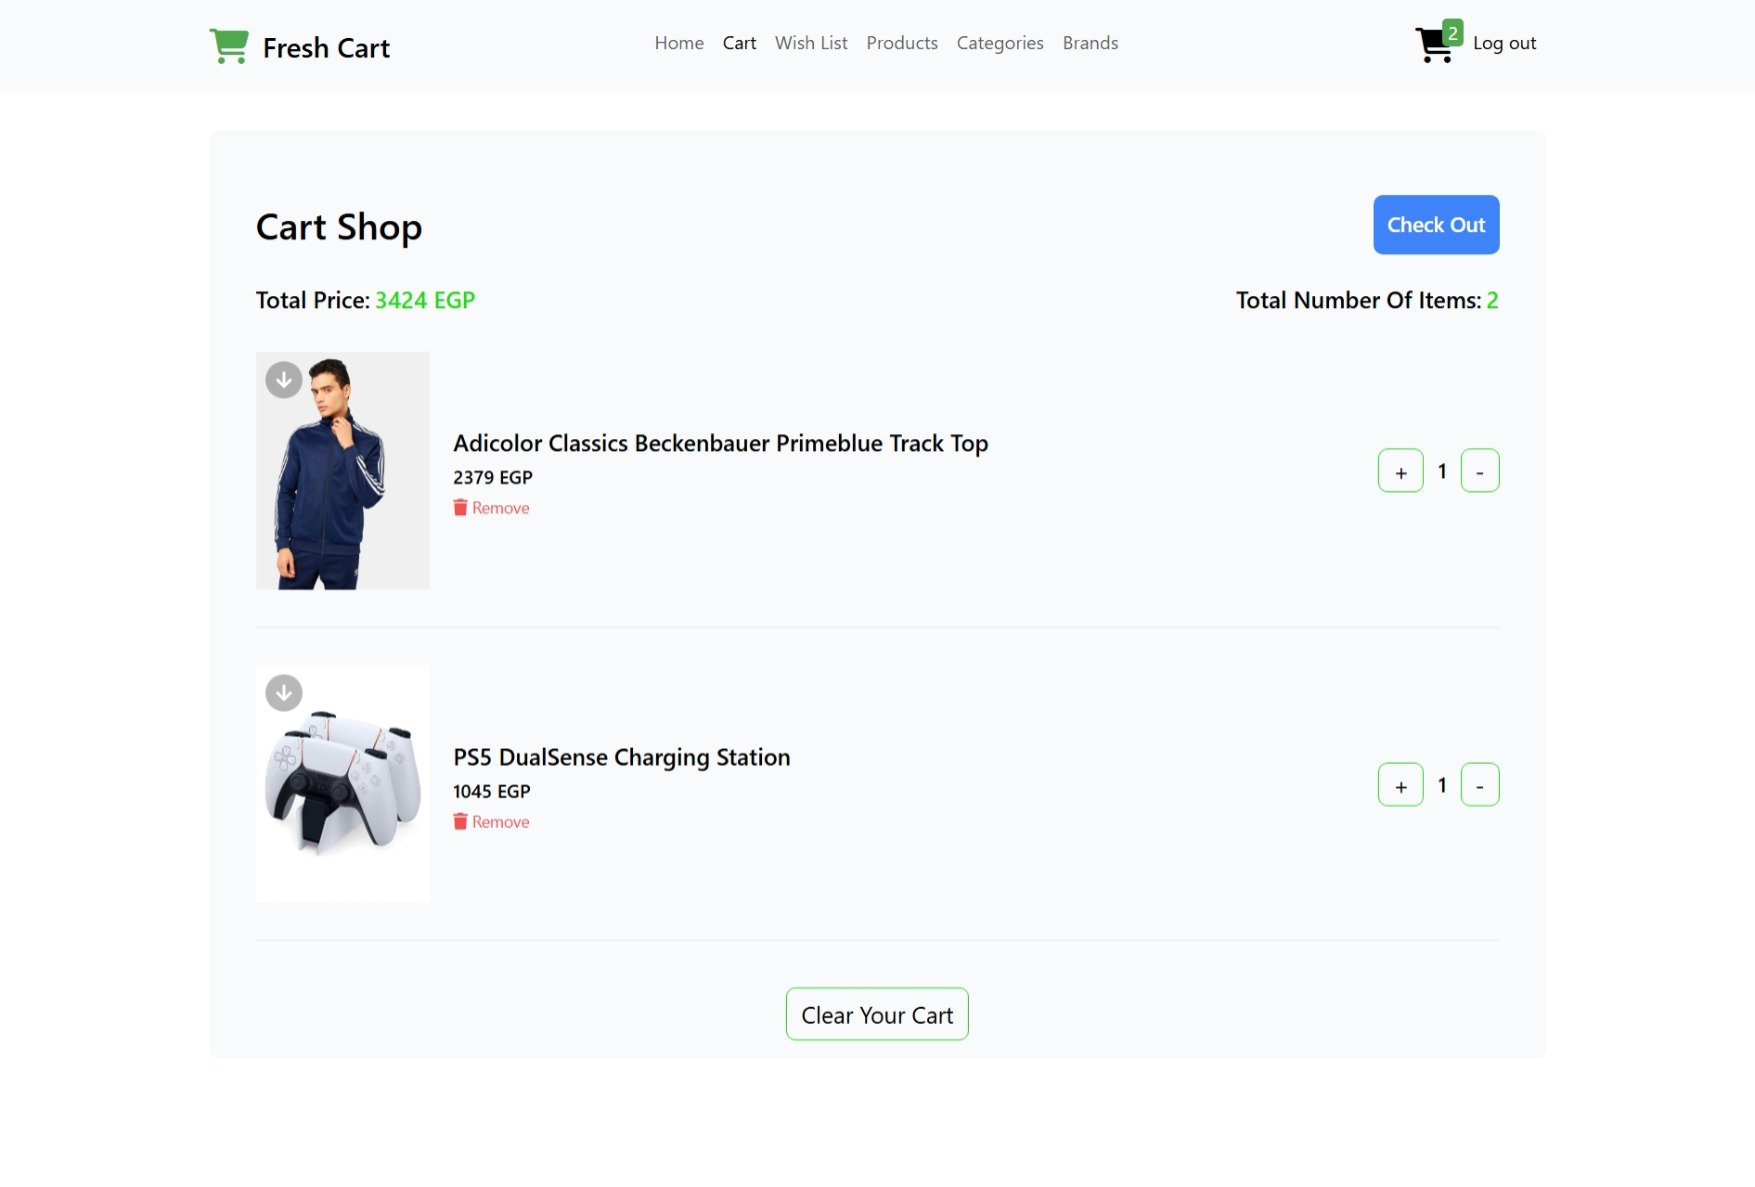 Fresh Cart
Home Cart Wish List Products Categories Brands
2 Log out
Cart Shop
Check Out
Total Price: 3424 EGP
Total Number Of Items: 2
Adicolor Classics Beckenbauer Primeblue Track Top
2379 EGP
Remove
+ 1 -
PS5 DualSense Charging Station
1045 EGP
Remove
+ 1 -
Clear Your Cart